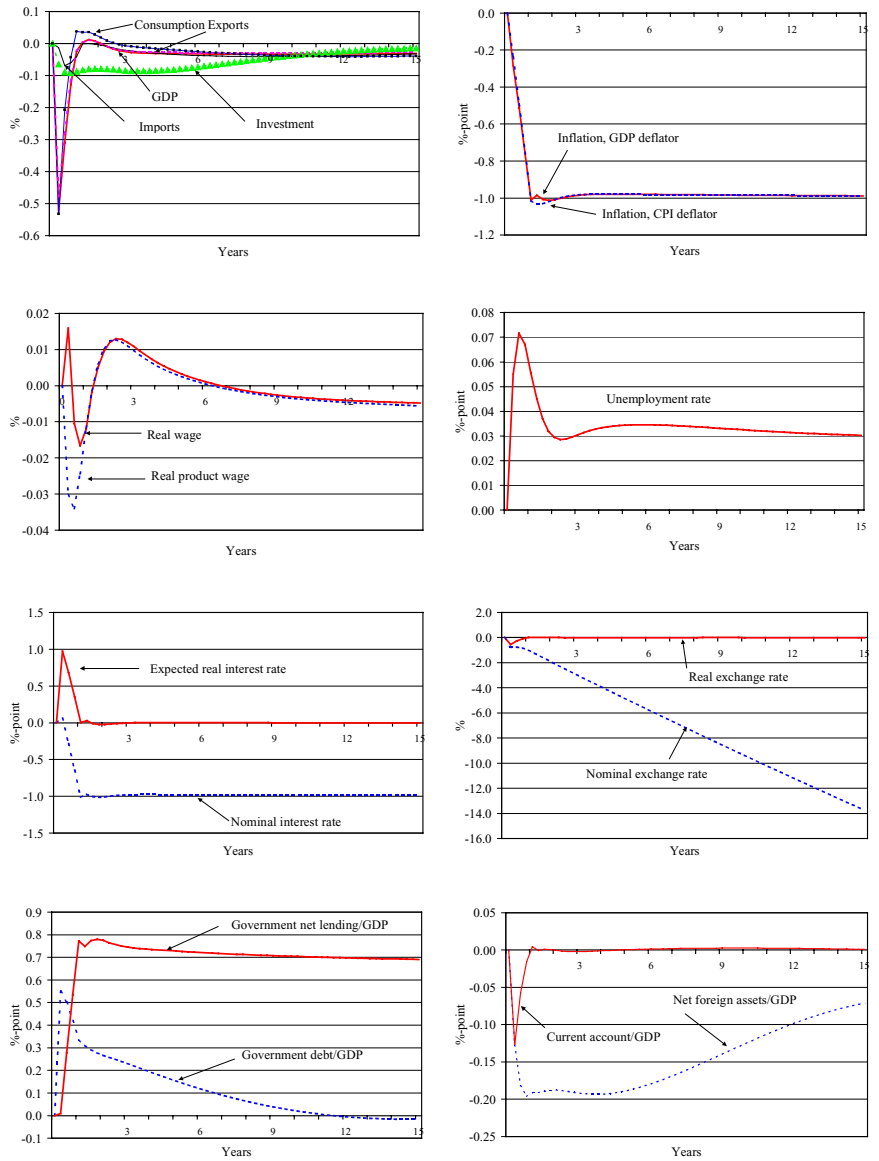 Consumption Exports
0.1
0.0
-0.1
-0.2
-0.3
-0.4
-0.5
-0.6
%
3 6 9 12 15
GDP
Imports
Investment
Years
0.0
-0.2
-0.4
-0.6
-0.8
-1.0
-1.2
%-point
0 3 6 9 12 15
Inflation, GDP deflator
Inflation, CPI deflator
Years
0.02
0.01
0.00
-0.01
-0.02
-0.03
-0.04
%
0 3 6 9 12 15
Real wage
Real product wage
Years
0.08
0.07
0.06
0.05
0.04
0.03
0.02
0.01
0.00
%-point
Unemployment rate
3 6 9 12 15
Years
1.5
1.0
0.5
0.0
-0.5
-1.0
-1.5
%-point
Expected real interest rate
3 6 9 12 15
Nominal interest rate
Years
2.0
0.0
-2.0
-4.0
-6.0
-8.0
-10.0
-12.0
-14.0
-16.0
%
3 6 9 12 15
Real exchange rate
Nominal exchange rate
Years
0.9
0.8
0.7
0.6
0.5
0.4
0.3
0.2
0.1
0.0
-0.1
%-point
Government net lending/GDP
Government debt/GDP
3 6 9 12 15
Years
0.05
0.00
-0.05
-0.10
-0.15
-0.20
-0.25
%-point
3 6 9 12 15
Net foreign assets/GDP
Current account/GDP
Years